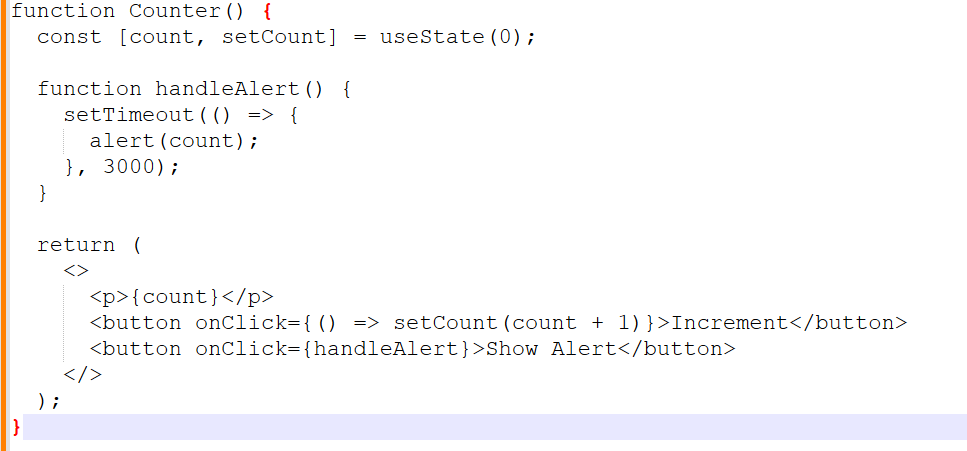 function Counter() {
  const [count, setCount] = useState(0);

  function handleAlert() {
    setTimeout(() => {
      alert(count);
    }, 3000);
  }

  return (
    <>
      <p>{count}</p>
      <button onClick={() => setCount(count + 1)}>Increment</button>
      <button onClick={handleAlert}>Show Alert</button>
    </>
  );
}